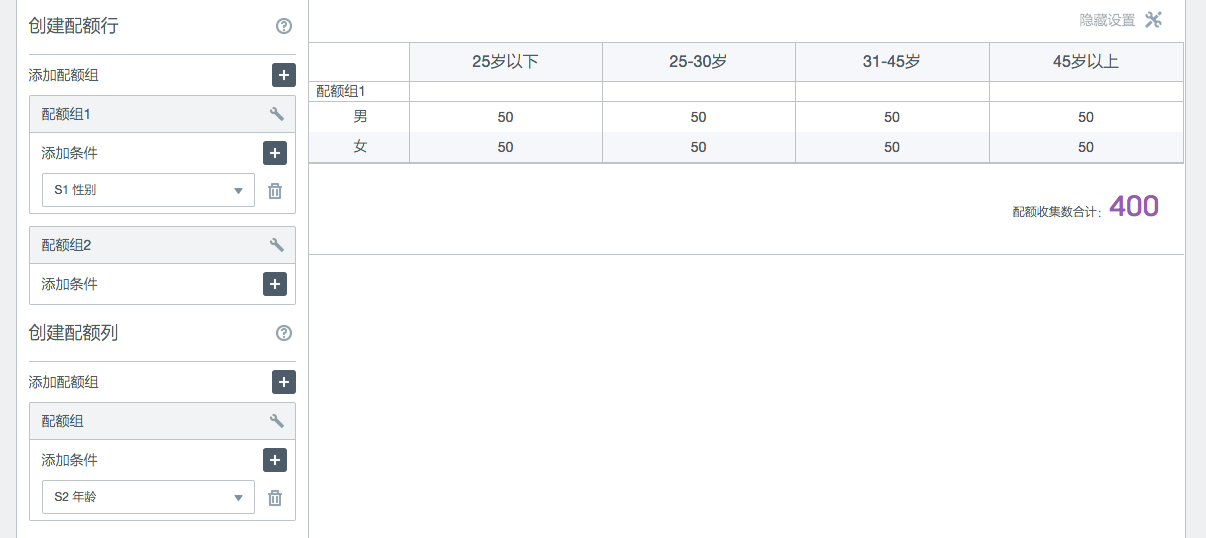 创建配额行
添加配额组
配额组1
添加条件
S1 性别
配额组2
添加条件
创建配额列
添加配额组
配额组
添加条件
S2 年龄
隐藏设置
25岁以下 25-30岁 31-45岁 45岁以上
配额组1
男 50 50 50 50
女 50 50 50 50
配额收集数合计： 400